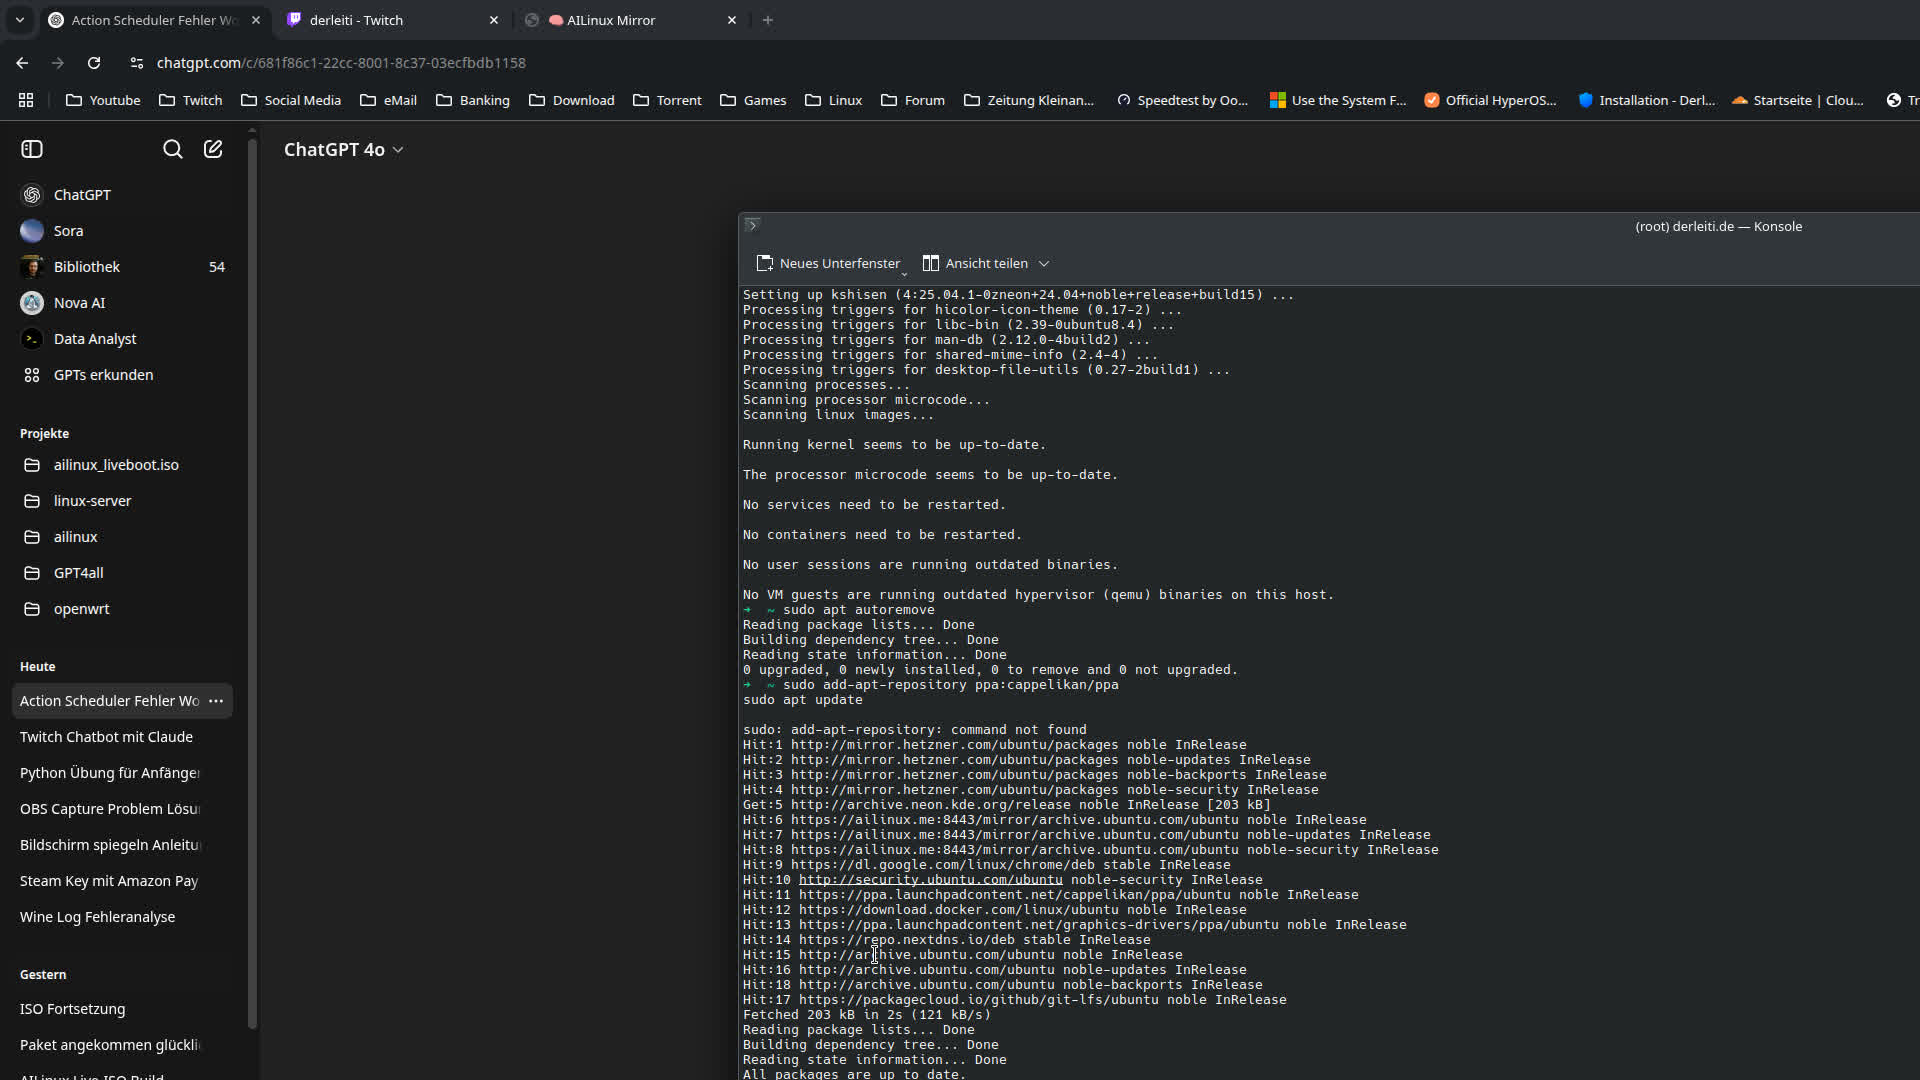 Action Scheduler Fehler Wo
derleiti - Twitch
AILinux Mirror
chatgpt.com/c/681f86c1-22cc-8001-8c37-03ecfbdb1158
Youtube
Twitch
Social Media
eMail
Banking
Download
Torrent
Games
Linux
Forum
Zeitung Kleinan...
Speedtest by Oo...
Use the System F...
Official HyperOS...
Installation - Derl...
Startseite | Clou...
Tr
ChatGPT 4o
ChatGPT
Sora
Bibliothek 54
Nova AI
Data Analyst
GPTs erkunden
Projekte
ailinux_liveboot.iso
linux-server
ailinux
GPT4all
openwrt
Heute
Action Scheduler Fehler Wo
Twitch Chatbot mit Claude
Python Übung für Anfänger
OBS Capture Problem Lösu
Bildschirm spiegeln Anleitu
Steam Key mit Amazon Pay
Wine Log Fehleranalyse
Gestern
ISO Fortsetzung
Paket angekommen glückli
AILinux Live ISO Build
(root) derleiti.de — Konsole
Neues Unterfenster
Ansicht teilen
Setting up kshisen (4:25.04.1-0zneon+24.04+noble+release+build15) ...
Processing triggers for hicolor-icon-theme (0.17-2) ...
Processing triggers for libc-bin (2.39-0ubuntu8.4) ...
Processing triggers for man-db (2.12.0-4build2) ...
Processing triggers for shared-mime-info (2.4-4) ...
Processing triggers for desktop-file-utils (0.27-2build1) ...
Scanning processes...
Scanning processor microcode...
Scanning linux images...
Running kernel seems to be up-to-date.
The processor microcode seems to be up-to-date.
No services need to be restarted.
No containers need to be restarted.
No user sessions are running outdated binaries.
No VM guests are running outdated hypervisor (qemu) binaries on this host.
➜  ~ sudo apt autoremove
Reading package lists... Done
Building dependency tree... Done
Reading state information... Done
0 upgraded, 0 newly installed, 0 to remove and 0 not upgraded.
➜  ~ sudo add-apt-repository ppa:cappelikan/ppa
sudo apt update
sudo: add-apt-repository: command not found
Hit:1 http://mirror.hetzner.com/ubuntu/packages noble InRelease
Hit:2 http://mirror.hetzner.com/ubuntu/packages noble-updates InRelease
Hit:3 http://mirror.hetzner.com/ubuntu/packages noble-backports InRelease
Hit:4 http://mirror.hetzner.com/ubuntu/packages noble-security InRelease
Get:5 http://archive.neon.kde.org/release noble InRelease [203 kB]
Hit:6 https://ailinux.me:8443/mirror/archive.ubuntu.com/ubuntu noble InRelease
Hit:7 https://ailinux.me:8443/mirror/archive.ubuntu.com/ubuntu noble-updates InRelease
Hit:8 https://ailinux.me:8443/mirror/archive.ubuntu.com/ubuntu noble-security InRelease
Hit:9 https://dl.google.com/linux/chrome/deb stable InRelease
Hit:10 http://security.ubuntu.com/ubuntu noble-security InRelease
Hit:11 https://ppa.launchpadcontent.net/cappelikan/ppa/ubuntu noble InRelease
Hit:12 https://download.docker.com/linux/ubuntu noble InRelease
Hit:13 https://ppa.launchpadcontent.net/graphics-drivers/ppa/ubuntu noble InRelease
Hit:14 https://repo.nextdns.io/deb stable InRelease
Hit:15 http://archive.ubuntu.com/ubuntu noble InRelease
Hit:16 http://archive.ubuntu.com/ubuntu noble-updates InRelease
Hit:18 http://archive.ubuntu.com/ubuntu noble-backports InRelease
Hit:17 https://packagecloud.io/github/git-lfs/ubuntu noble InRelease
Fetched 203 kB in 2s (121 kB/s)
Reading package lists... Done
Building dependency tree... Done
Reading state information... Done
All packages are up to date.